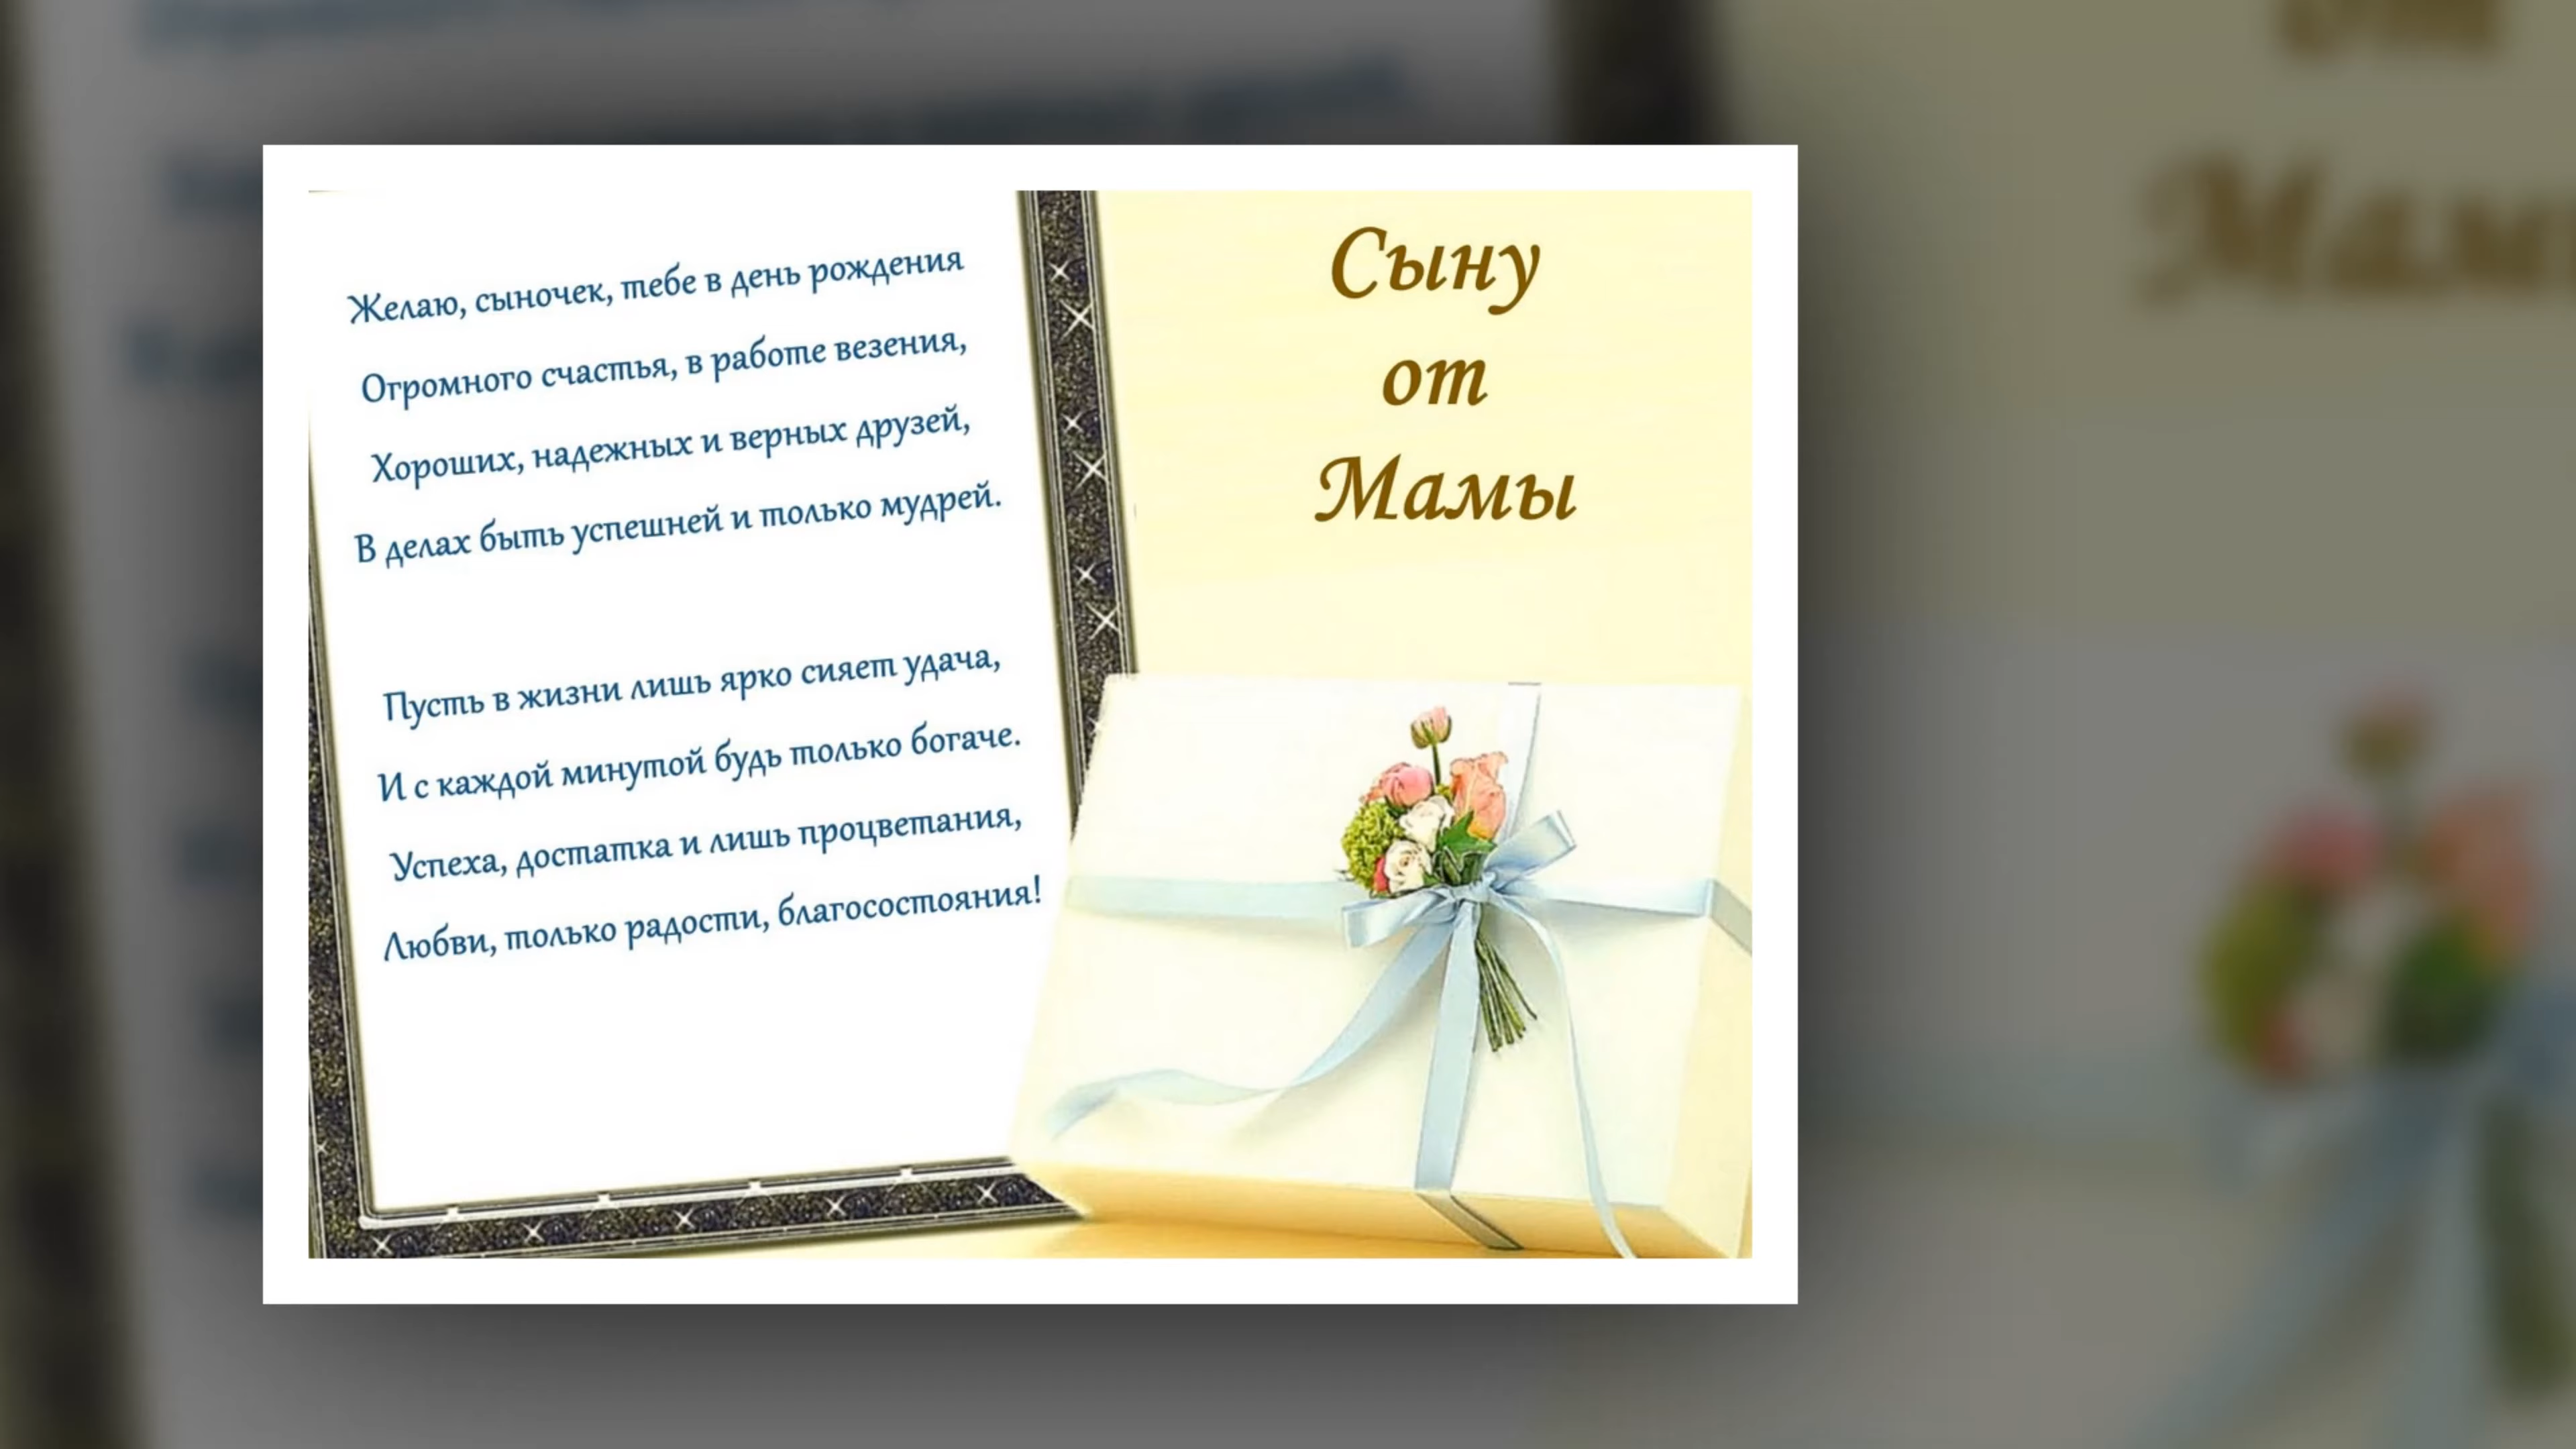 Желаю, сыночек, тебе в день рождения
Огромного счастья, в работе везения,
Хороших, надежных и верных друзей,
В делах быть успешней и только мудрей.
Пусть в жизни лишь ярко сияет удача,
И с каждой минутой будь только богаче.
Успеха, достатка и лишь процветания,
Любви, только радости, благосостояния!
Сыну
от
Мамы